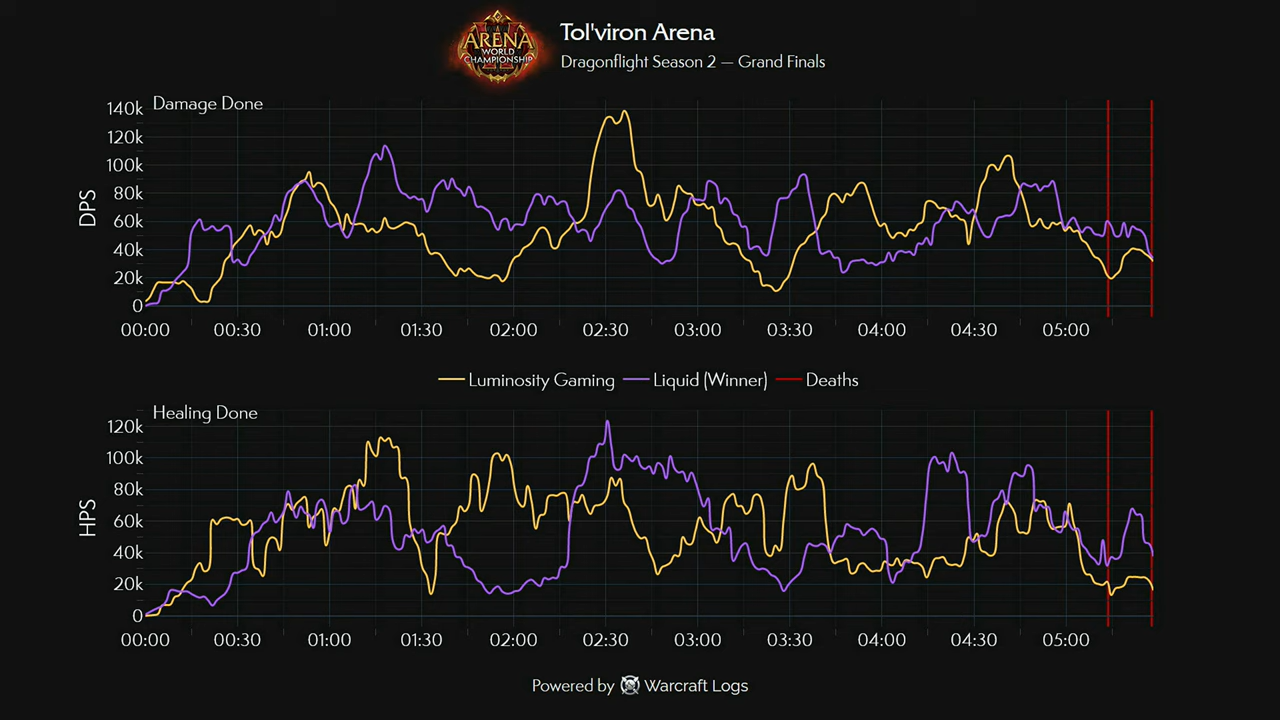 ARENA
WORLD
CHAMPIONSHIP
Tol'viron Arena
Dragonflight Season 2 — Grand Finals
Damage Done
DPS
140k
120k
100k
80k
60k
40k
20k
0
00:00 00:30 01:00 01:30 02:00 02:30 03:00 03:30 04:00 04:30 05:00
Luminosity Gaming Liquid (Winner) Deaths
Healing Done
HPS
120k
100k
80k
60k
40k
20k
0
00:00 00:30 01:00 01:30 02:00 02:30 03:00 03:30 04:00 04:30 05:00
Powered by Warcraft Logs